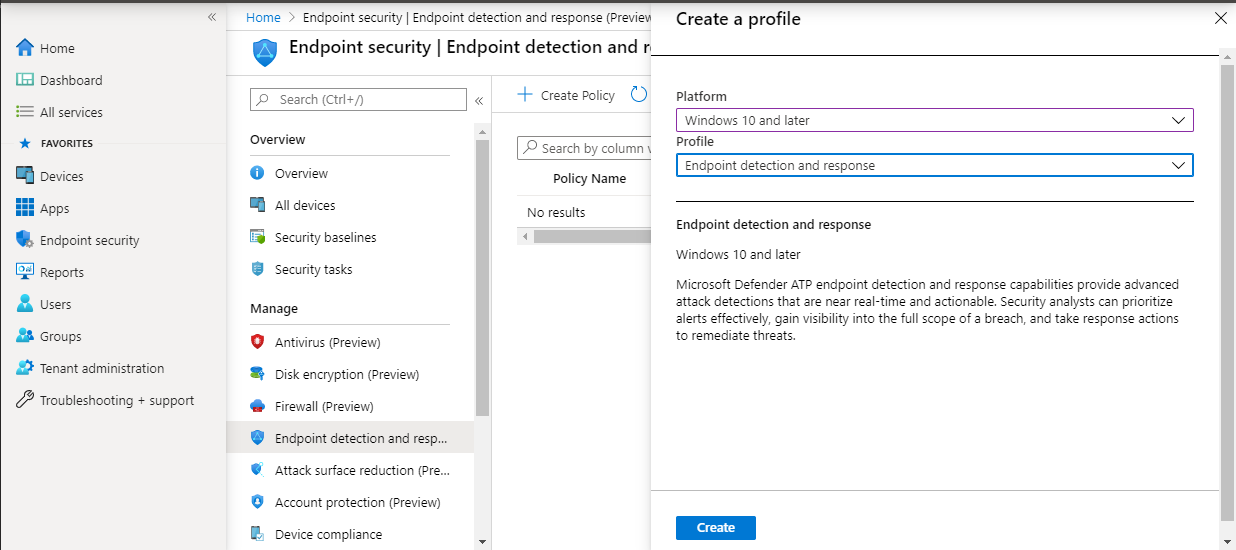 «
Home
Dashboard
All services
FAVORITES
Devices
Apps
Endpoint security
Reports
Users
Groups
Tenant administration
Troubleshooting + support
Home > Endpoint security | Endpoint detection and response (Preview
Endpoint security | Endpoint detection and r
Search (Ctrl+/)
«
Overview
Overview
All devices
Security baselines
Security tasks
Manage
Antivirus (Preview)
Disk encryption (Preview)
Firewall (Preview)
Endpoint detection and resp...
Attack surface reduction (Pre...
Account protection (Preview)
Device compliance
+ Create Policy
Search by column v
Policy Name
No results
Create a profile
Platform
Windows 10 and later
Profile
Endpoint detection and response
Endpoint detection and response
Windows 10 and later
Microsoft Defender ATP endpoint detection and response capabilities provide advanced
attack detections that are near real-time and actionable. Security analysts can prioritize
alerts effectively, gain visibility into the full scope of a breach, and take response actions
to remediate threats.
Create